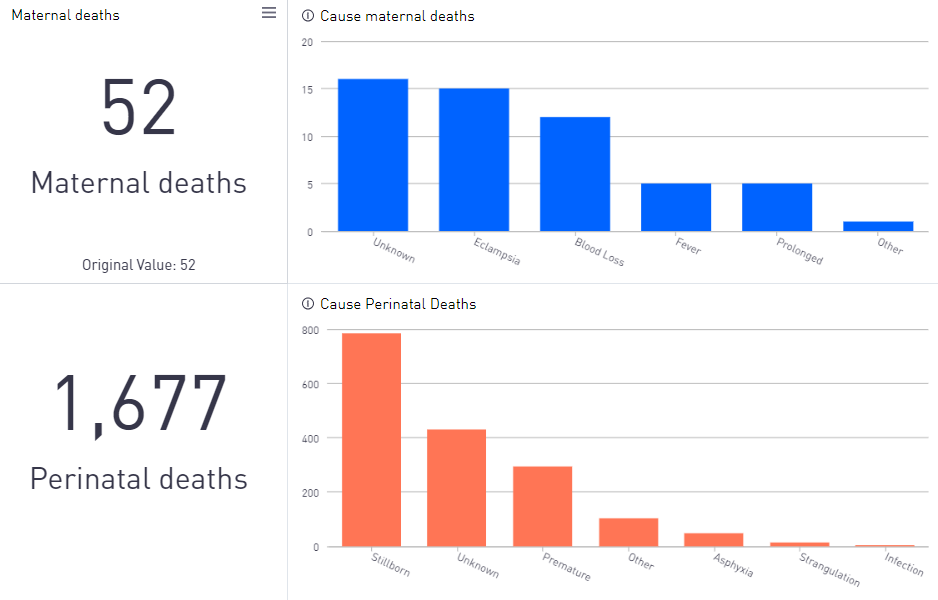 Maternal deaths
52
Maternal deaths
Original Value: 52
Cause maternal deaths
20
15
10
5
0
Unknown
Eclampsia
Blood Loss
Fever
Prolonged
Other
1,677
Perinatal deaths
Cause Perinatal Deaths
800
600
400
200
0
Stillborn
Unknown
Premature
Other
Asphyxia
Strangulation
Infection